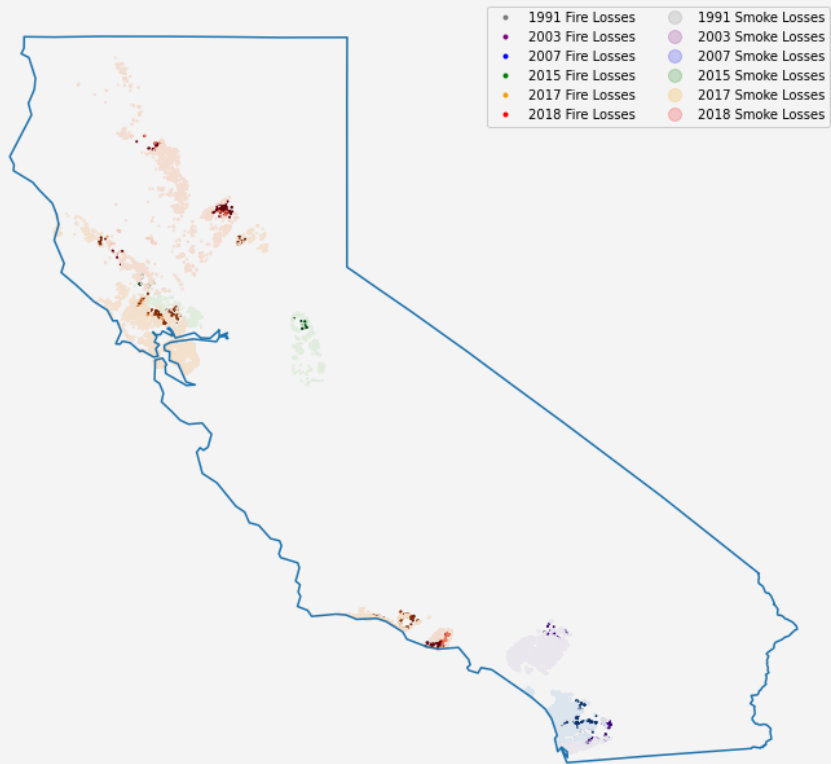 1991 Fire Losses 1991 Smoke Losses
2003 Fire Losses 2003 Smoke Losses
2007 Fire Losses 2007 Smoke Losses
2015 Fire Losses 2015 Smoke Losses
2017 Fire Losses 2017 Smoke Losses
2018 Fire Losses 2018 Smoke Losses